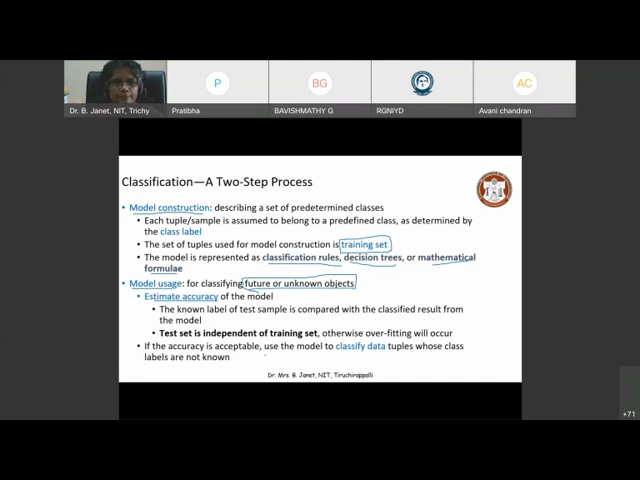 P
BG
AC
Dr. B. Janet, NIT, Trichy
Pratibha
BAVISHMATHY G
RGNIYD
Avani chandran
Classification—A Two-Step Process
• Model construction: describing a set of predetermined classes
• Each tuple/sample is assumed to belong to a predefined class, as determined by
the class label
• The set of tuples used for model construction is training set
• The model is represented as classification rules, decision trees, or mathematical
formulae
• Model usage: for classifying future or unknown objects
• Estimate accuracy of the model
• The known label of test sample is compared with the classified result from
the model
• Test set is independent of training set, otherwise over-fitting will occur
• If the accuracy is acceptable, use the model to classify data tuples whose class
labels are not known
Dr. Mrs. B. Janet, NIT, Tiruchirappalli
+71